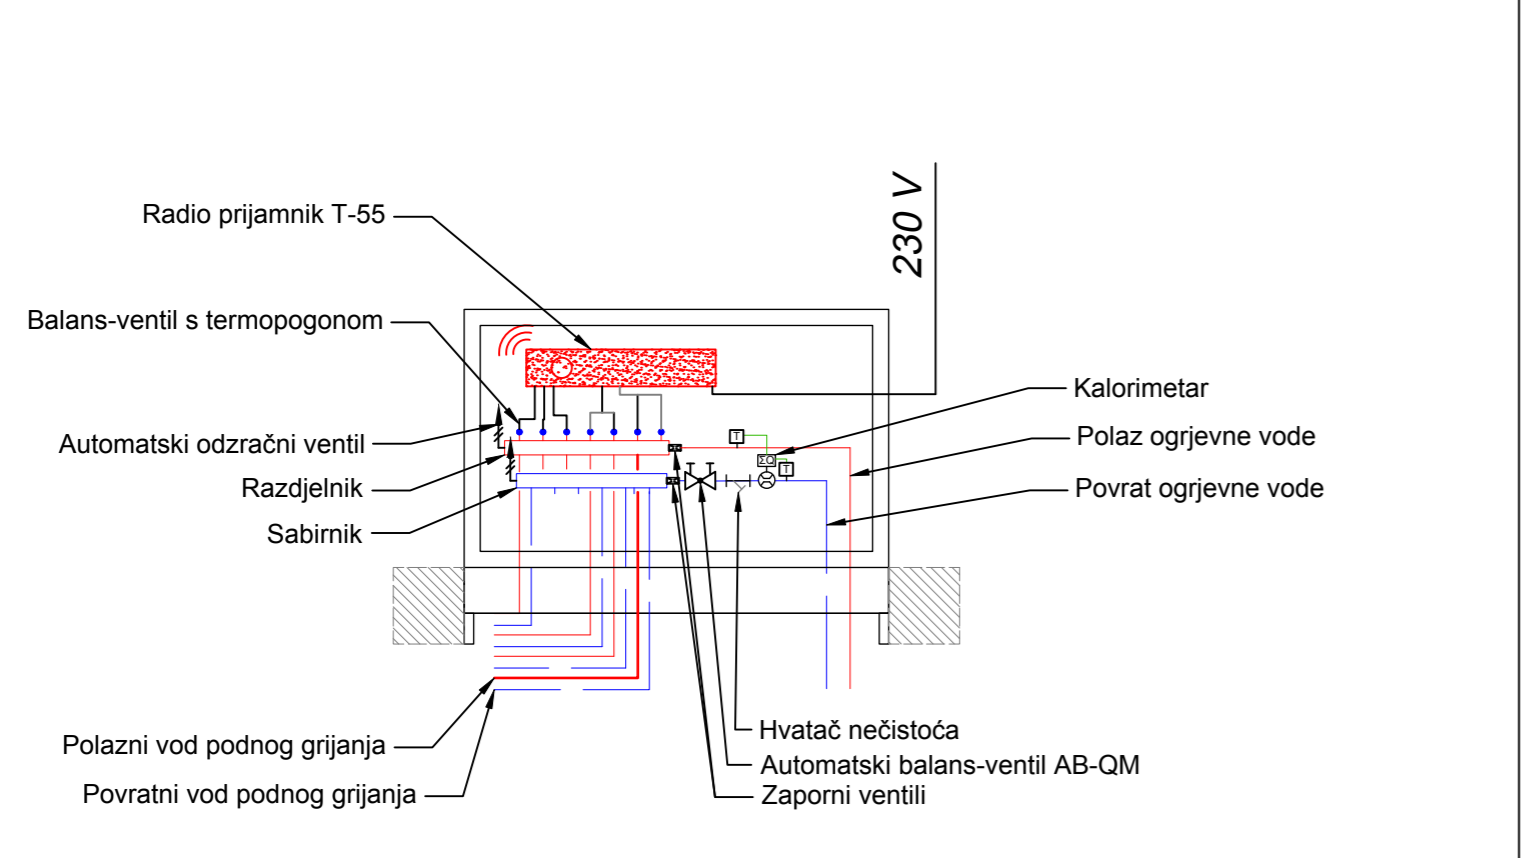 230 V
Radio prijamnik T-55
Balans-ventil s termopogonom
Automatski odzračni ventil
Razdjelnik
Sabirnik
Kalorimetar
Polaz ogrjevne vode
Povrat ogrjevne vode
T
ΣQ
T
Polazni vod podnog grijanja
Povratni vod podnog grijanja
Hvatač nečistoća
Automatski balans-ventil AB-QM
Zaporni ventili